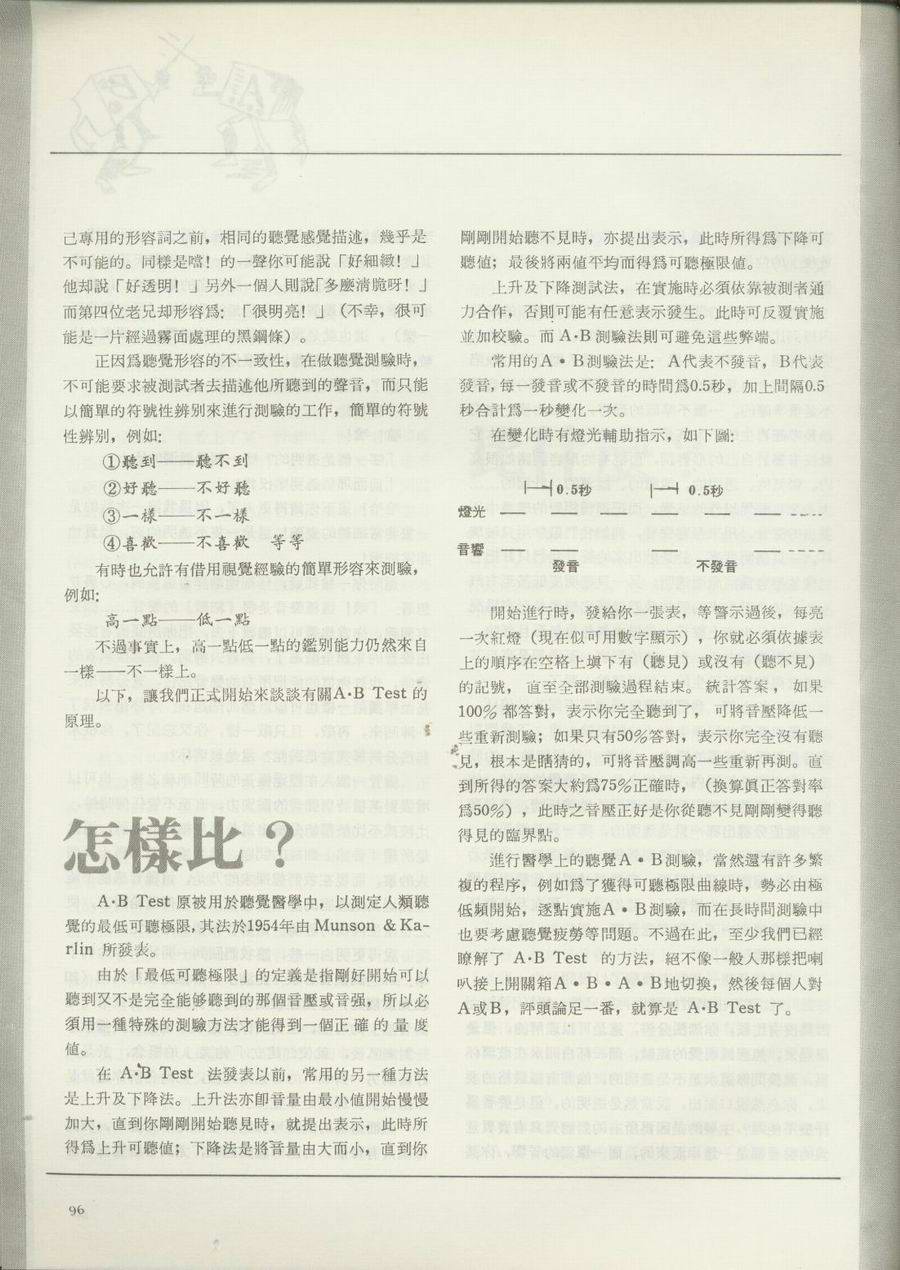 己專用的形容詞之前，相同的聽覺感覺描述，幾乎是
不可能的。同樣是噹！的一聲你可能說「好細緻！」
他却說「好透明！」另外一個人則說「多麼清脆呀！」
而第四位老兄却形容爲：「很明亮！」（不幸，很可
能是一片經過霧面處理的黑鋼條）。
正因爲聽覺形容的不一致性，在做聽覺測驗時，
不可能要求被測試者去描述他所聽到的聲音，而只能
以簡單的符號性辨別來進行測驗的工作，簡單的符號
性辨別，例如：
①聽到——聽不到
②好聽——不好聽
③一樣——不一樣
④喜歡——不喜歡　等等
有時也允許有借用視覺經驗的簡單形容來測驗，
例如：
高一點——低一點
不過事實上，高一點低一點的鑑別能力仍然來自
一樣——不一樣上。
以下，讓我們正式開始來談談有關A·B Test 的
原理。
怎樣比？
A·B Test 原被用於聽覺醫學中，以測定人類聽
覺的最低可聽極限，其法於1954年由 Munson & Ka-
rlin 所發表。
由於「最低可聽極限」的定義是指剛好開始可以
聽到又不是完全能够聽到的那個音壓或音强，所以必
須用一種特殊的測驗方法才能得到一個正確的量度
值。
在 A·B Test 法發表以前，常用的另一種方法
是上升及下降法。上升法亦卽音量由最小値開始慢慢
加大，直到你剛剛開始聽見時，就提出表示，此時所
得爲上升可聽値；下降法是將音量由大而小，直到你
剛剛開始聽不見時，亦提出表示，此時所得爲下降可
聽値；最後將兩値平均而得爲可聽極限値。
上升及下降測試法，在實施時必須依靠被測者通
力合作，否則可能有任意表示發生。此時可反覆實施
並加校驗。而 A·B 測驗法則可避免這些弊端。
常用的A·B測驗法是：A代表不發音，B代表
發音，每一發音或不發音的時間爲0.5秒，加上間隔0.5
秒合計爲一秒變化一次。
在變化時有燈光輔助指示，如下圖：
0.5秒 0.5秒
燈光
音響
發音 不發音
開始進行時，發給你一張表，等警示過後，每亮
一次紅燈（現在似可用數字顯示），你就必須依據表
上的順序在空格上塡下有（聽見）或沒有（聽不見）
的記號，直至全部測驗過程結束。統計答案，如果
100％都答對，表示你完全聽到了，可將音壓降低一
些重新測驗；如果只有50％答對，表示你完全沒有聽
見，根本是瞎猜的，可將音壓調高一些重新再測。直
到所得的答案大約爲75％正確時，（換算眞正答對率
爲50％），此時之音壓正好是你從聽不見剛剛變得聽
得見的臨界點。
進行醫學上的聽覺A·B測驗，當然還有許多繁
複的程序，例如爲了獲得可聽極限曲線時，勢必由極
低頻開始，逐點實施A·B測驗，而在長時間測驗中
也要考慮聽覺疲勞等問題。不過在此，至少我們已經
瞭解了 A·B Test 的方法，絕不像一般人那樣把喇
叭接上開關箱A·B·A·B地切換，然後每個人對
A或B，評頭論足一番，就算是 A·B Test 了。
96